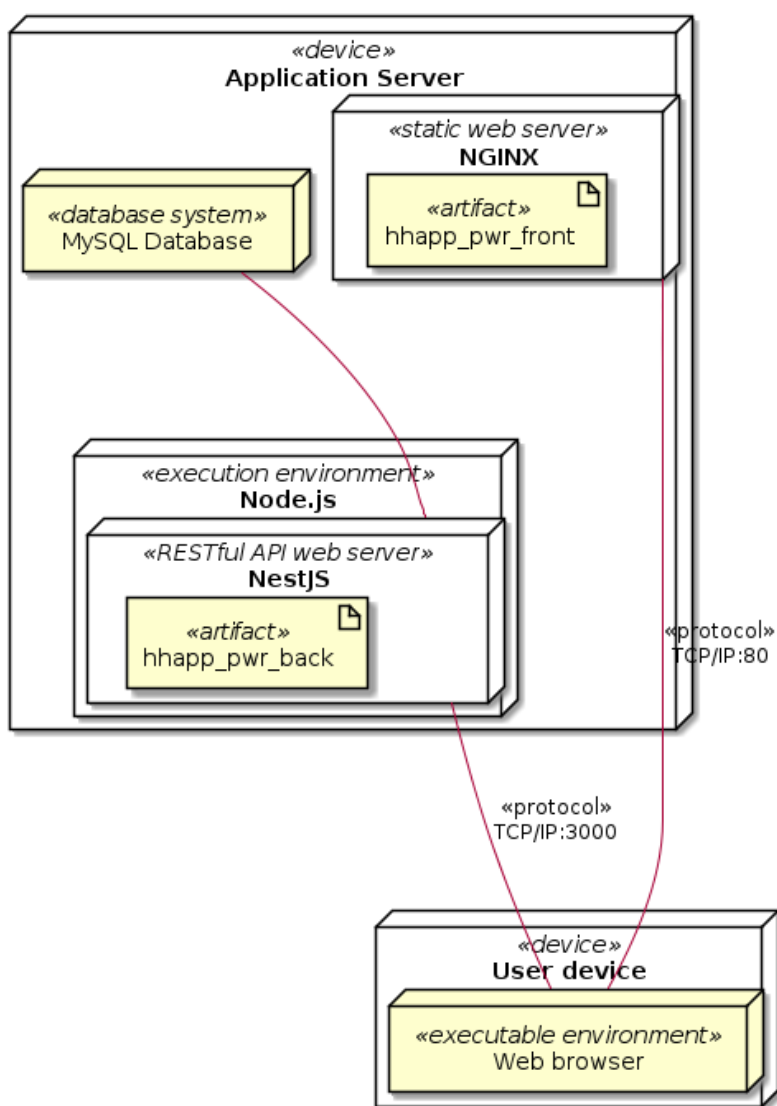 «device»
Application Server
«static web server»
NGINX
«artifact»
hhapp_pwr_front
«database system»
MySQL Database
«execution environment»
Node.js
«RESTful API web server»
NestJS
«artifact»
hhapp_pwr_back
«protocol»
TCP/IP:80
«protocol»
TCP/IP:3000
«device»
User device
«executable environment»
Web browser